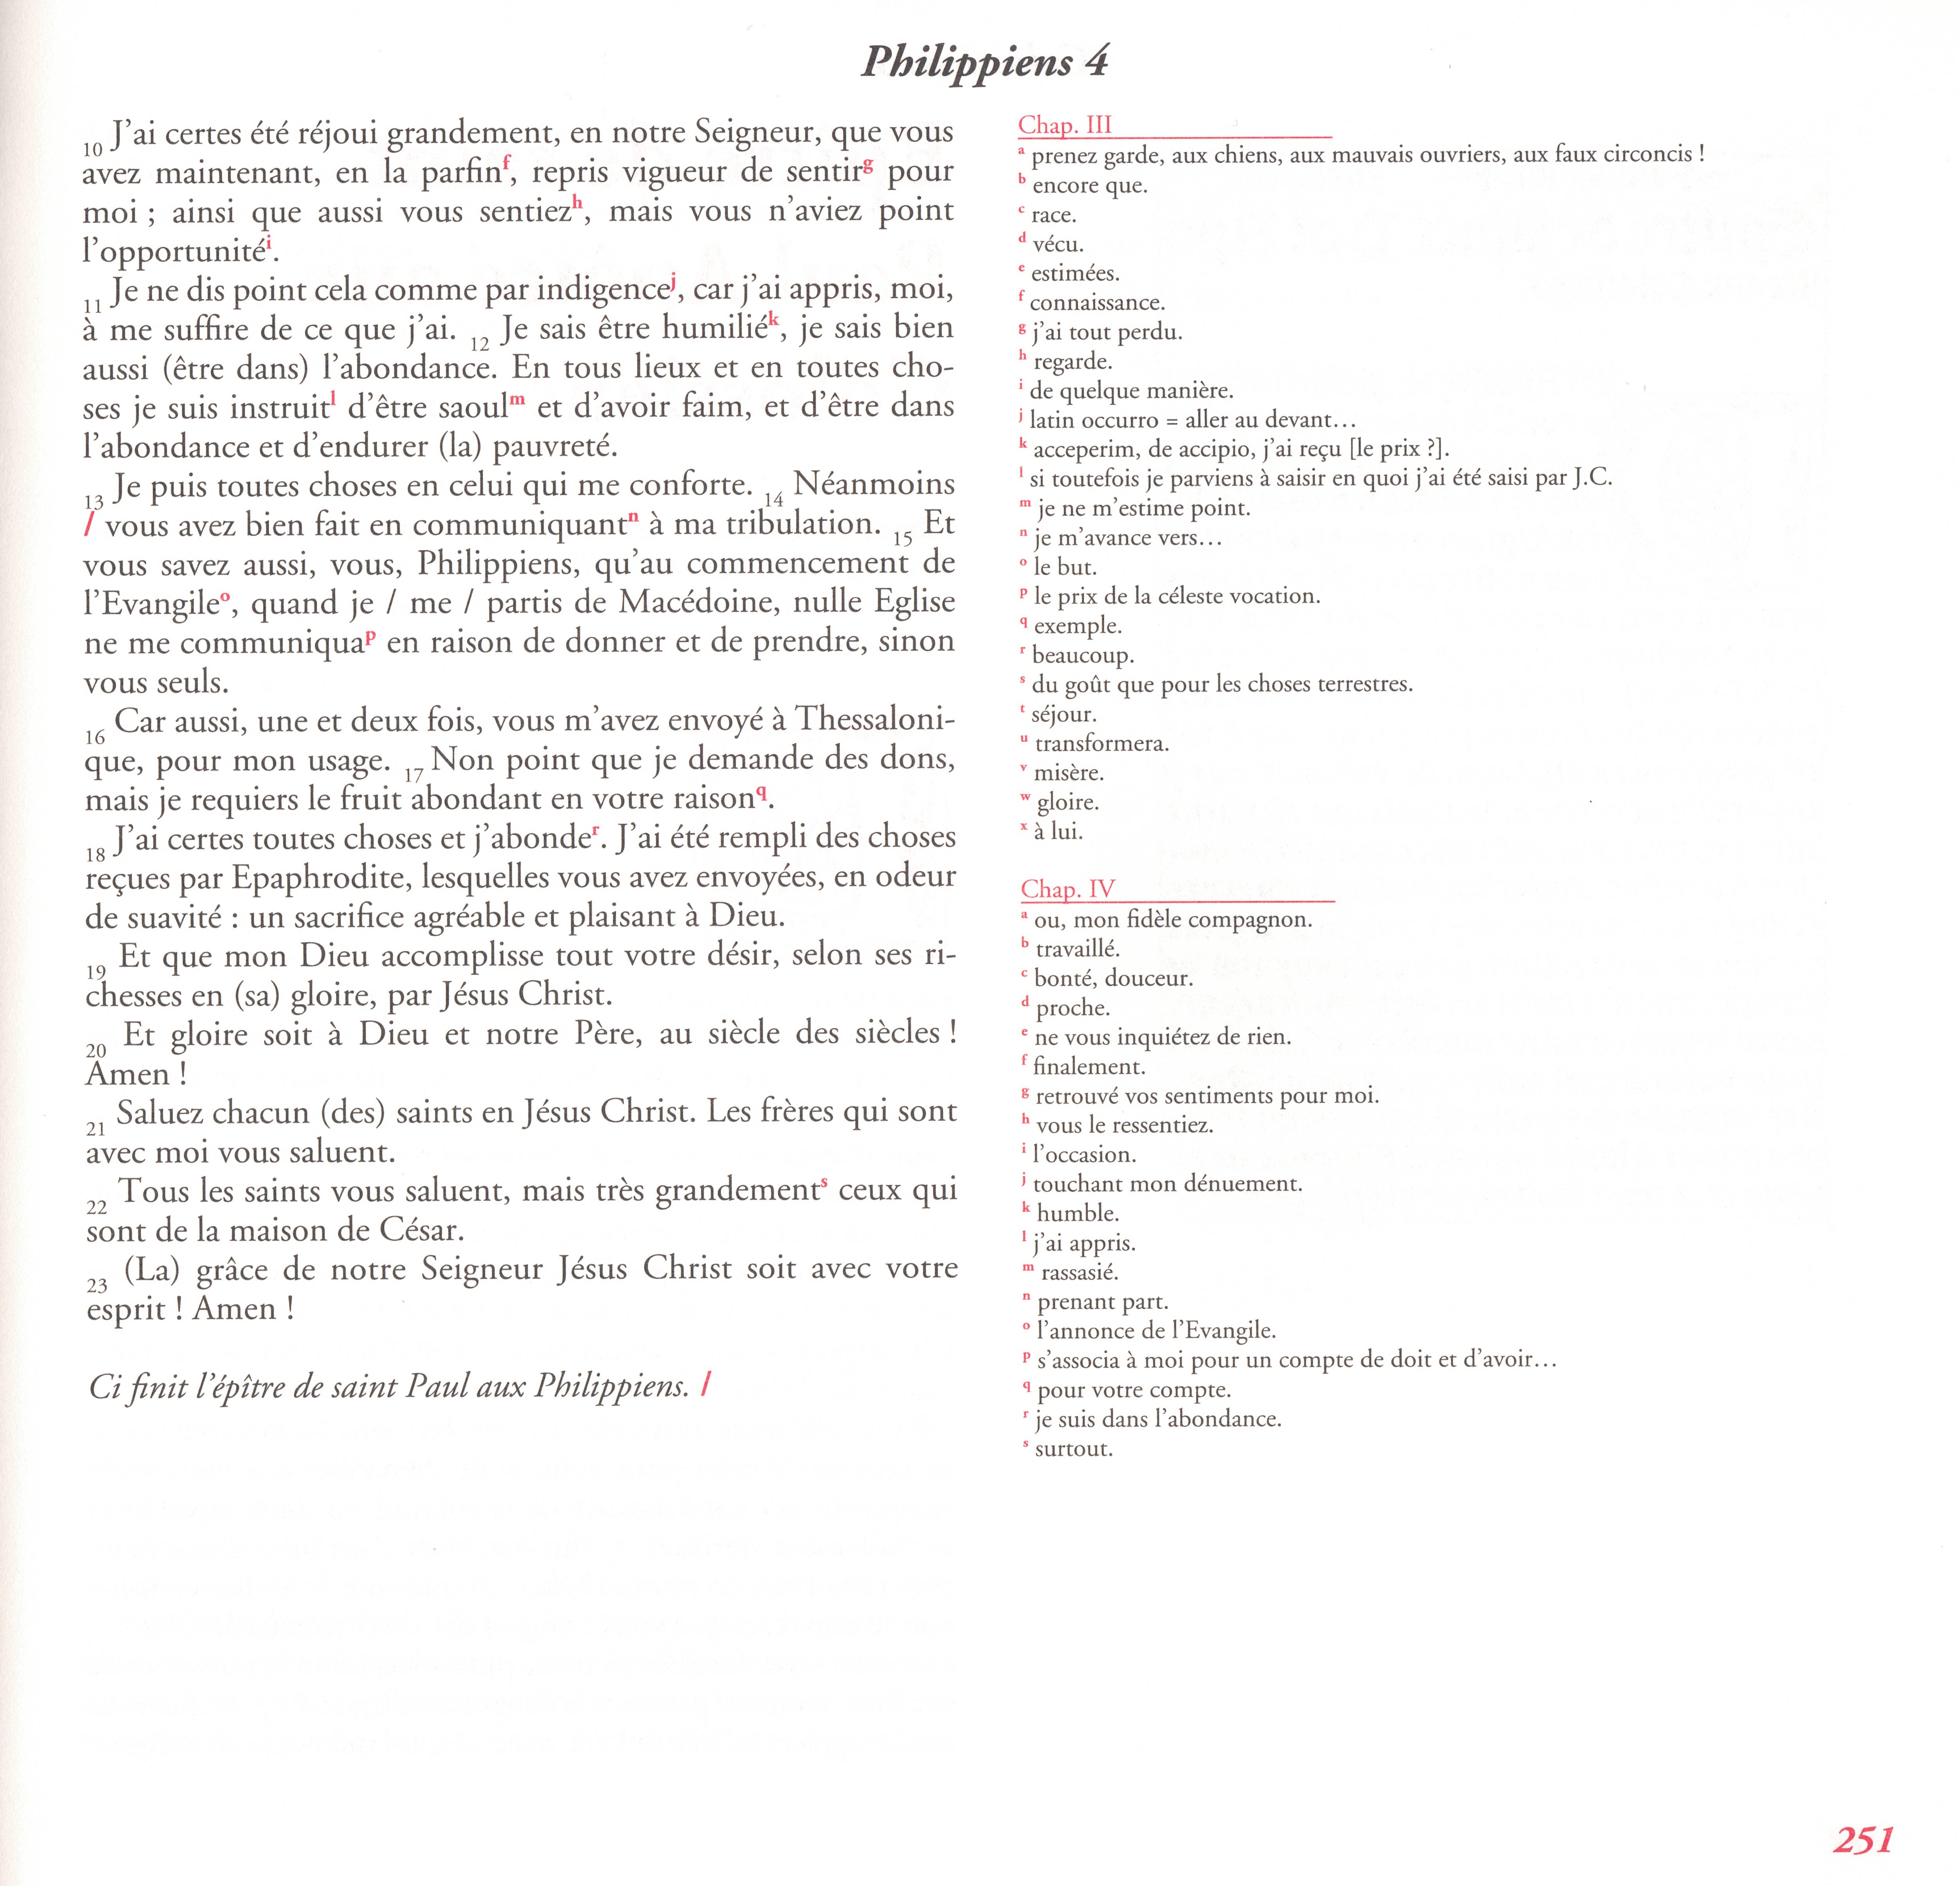 Philippiens 4
10 J’ai certes été réjoui grandement, en notre Seigneur, que vous
avez maintenant, en la parfinf, repris vigueur de sentirg pour
moi ; ainsi que aussi vous sentiezh, mais vous n’aviez point
l’opportunitéi.
11 Je ne dis point cela comme par indigencej, car j’ai appris, moi,
à me suffire de ce que j’ai. 12 Je sais être humiliék, je sais bien
aussi (être dans) l’abondance. En tous lieux et en toutes cho-
ses je suis instruitl d’être saoulm et d’avoir faim, et d’être dans
l’abondance et d’endurer (la) pauvreté.
13 Je puis toutes choses en celui qui me conforte. 14 Néanmoins
/ vous avez bien fait en communiquantn à ma tribulation. 15 Et
vous savez aussi, vous, Philippiens, qu’au commencement de
l’Evangileo, quand je / me / partis de Macédoine, nulle Eglise
ne me communiquap en raison de donner et de prendre, sinon
vous seuls.
16 Car aussi, une et deux fois, vous m’avez envoyé à Thessaloni-
que, pour mon usage. 17 Non point que je demande des dons,
mais je requiers le fruit abondant en votre raisonq.
18 J’ai certes toutes choses et j’abonder. J’ai été rempli des choses
reçues par Epaphrodite, lesquelles vous avez envoyées, en odeur
de suavité : un sacrifice agréable et plaisant à Dieu.
19 Et que mon Dieu accomplisse tout votre désir, selon ses ri-
chesses en (sa) gloire, par Jésus Christ.
20 Et gloire soit à Dieu et notre Père, au siècle des siècles !
Amen !
21 Saluez chacun (des) saints en Jésus Christ. Les frères qui sont
avec moi vous saluent.
22 Tous les saints vous saluent, mais très grandements ceux qui
sont de la maison de César.
23 (La) grâce de notre Seigneur Jésus Christ soit avec votre
esprit ! Amen !
Ci finit l’épître de saint Paul aux Philippiens. /
Chap. III
a prenez garde, aux chiens, aux mauvais ouvriers, aux faux circoncis !
b encore que.
c race.
d vécu.
e estimées.
f connaissance.
g j’ai tout perdu.
h regarde.
i de quelque manière.
j latin occurro = aller au devant…
k acceperim, de accipio, j’ai reçu [le prix ?].
l si toutefois je parviens à saisir en quoi j’ai été saisi par J.C.
m je ne m’estime point.
n je m’avance vers…
o le but.
p le prix de la céleste vocation.
q exemple.
r beaucoup.
s du goût que pour les choses terrestres.
t séjour.
u transformera.
v misère.
w gloire.
x à lui.
Chap. IV
a ou, mon fidèle compagnon.
b travaillé.
c bonté, douceur.
d proche.
e ne vous inquiétez de rien.
f finalement.
g retrouvé vos sentiments pour moi.
h vous le ressentiez.
i l’occasion.
j touchant mon dénuement.
k humble.
l j’ai appris.
m rassasié.
n prenant part.
o l’annonce de l’Evangile.
p s’associa à moi pour un compte de doit et d’avoir…
q pour votre compte.
r je suis dans l’abondance.
s surtout.
251